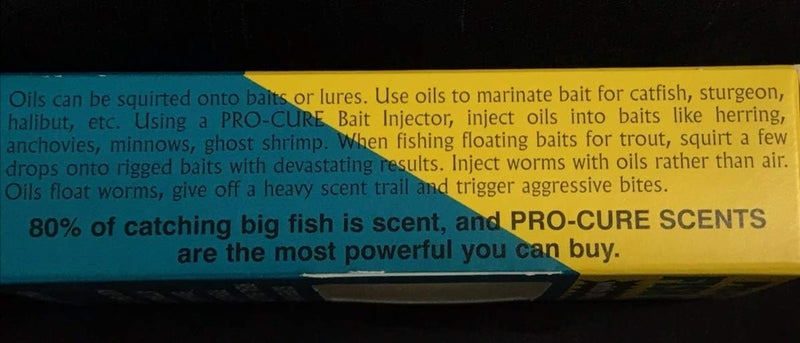 Oils can be squirted onto baits or lures. Use oils to marinate bait for catfish, sturgeon,
halibut, etc. Using a PRO-CURE Bait Injector, inject oils into baits like herring,
anchovies, minnows, ghost shrimp. When fishing floating baits for trout, squirt a few
drops onto rigged baits with devastating results. Inject worms with oils rather than air.
Oils float worms, give off a heavy scent trail and trigger aggressive bites.
80% of catching big fish is scent, and PRO-CURE SCENTS
are the most powerful you can buy.